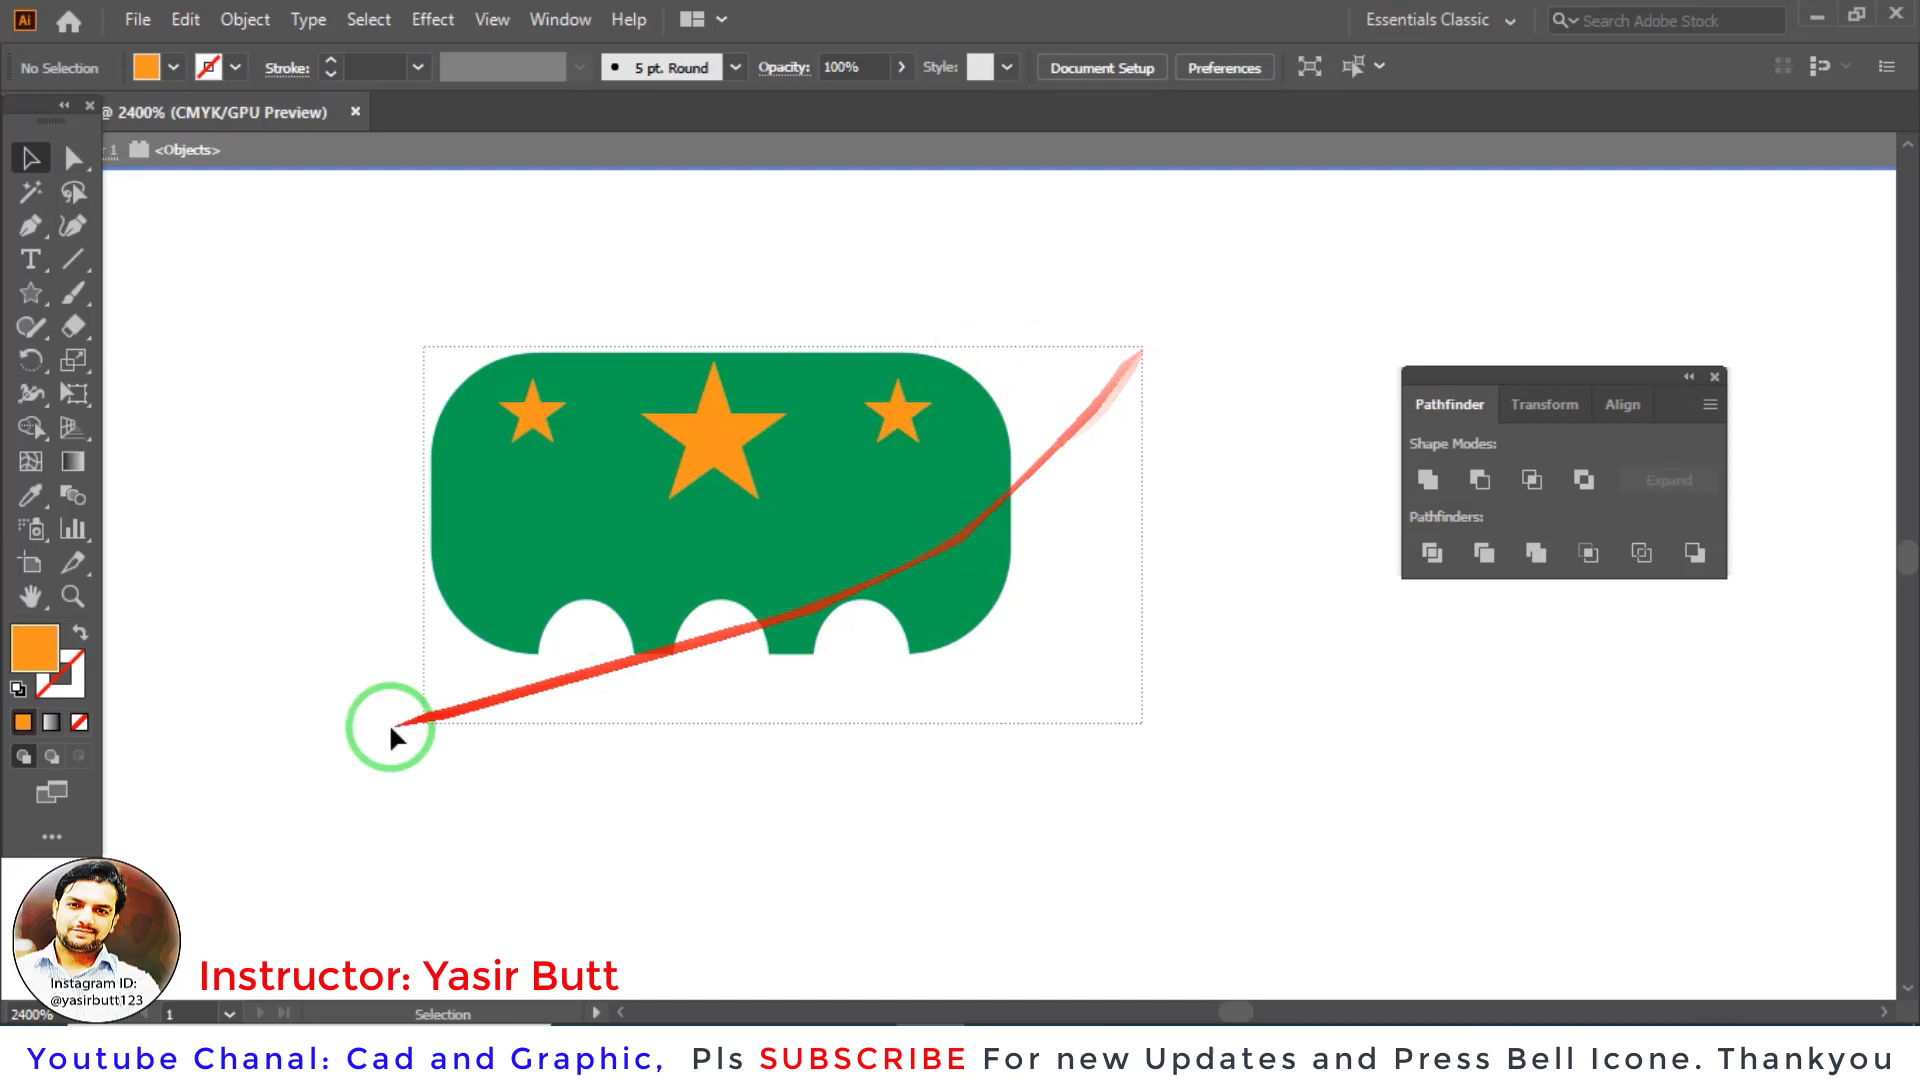 Ai File Edit Object Type Select Effect View Window Help Essentials Classic Search Adobe Stock
No Selection Stroke: 5 pt. Round Opacity: 100% Style: Document Setup Preferences
@ 2400% (CMYK/GPU Preview)
1 <Objects>
Pathfinder Transform Align
Shape Modes:
Expand
Pathfinders:
Instagram ID:
@yasirbutt123
Instructor: Yasir Butt
2400% 1 Selection
Youtube Chanal: Cad and Graphic, Pls SUBSCRIBE For new Updates and Press Bell Icone. Thankyou